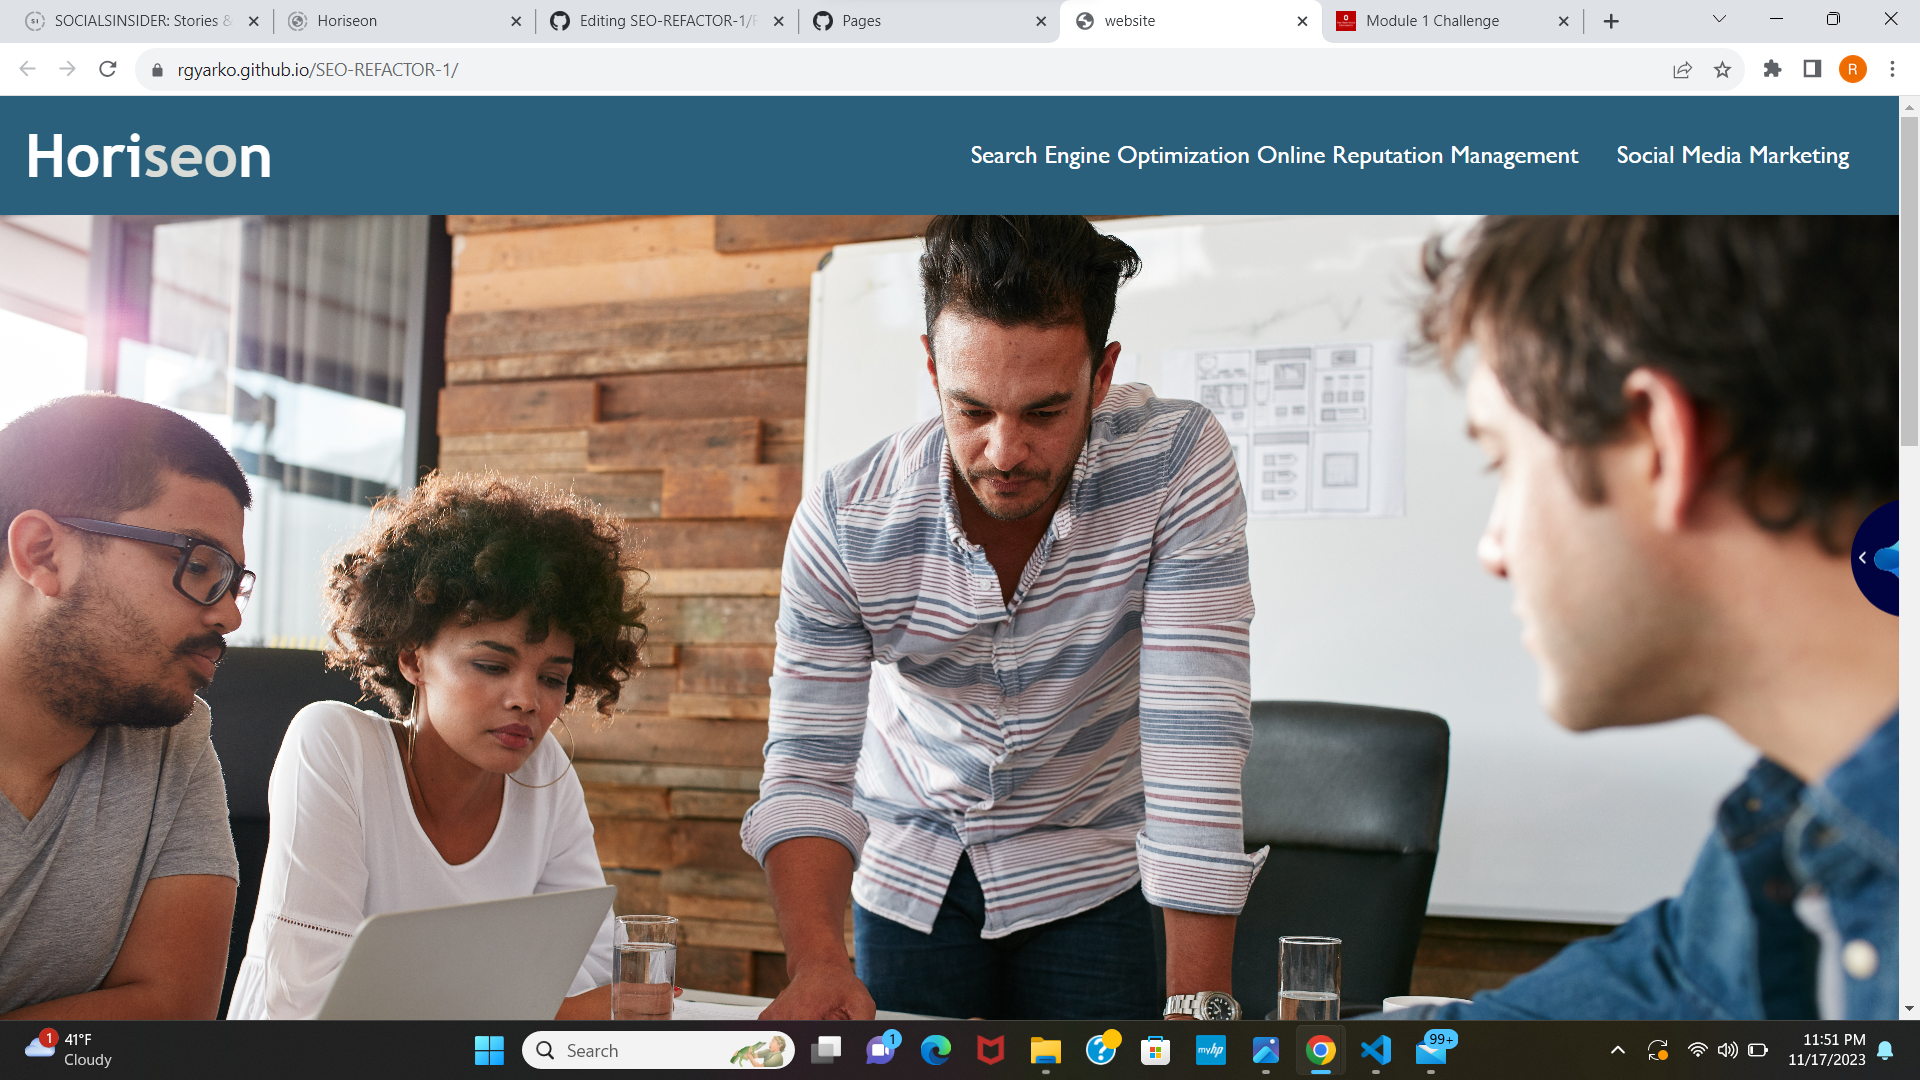 SOCIALSINSIDER: Stories &
Horiseon
Editing SEO-REFACTOR-1/
Pages
website
Module 1 Challenge
rgyarko.github.io/SEO-REFACTOR-1/
R
Horiseon
Search Engine Optimization Online Reputation Management Social Media Marketing
1
41°F
Cloudy
Search
1
myhp
99+
11:51 PM
11/17/2023